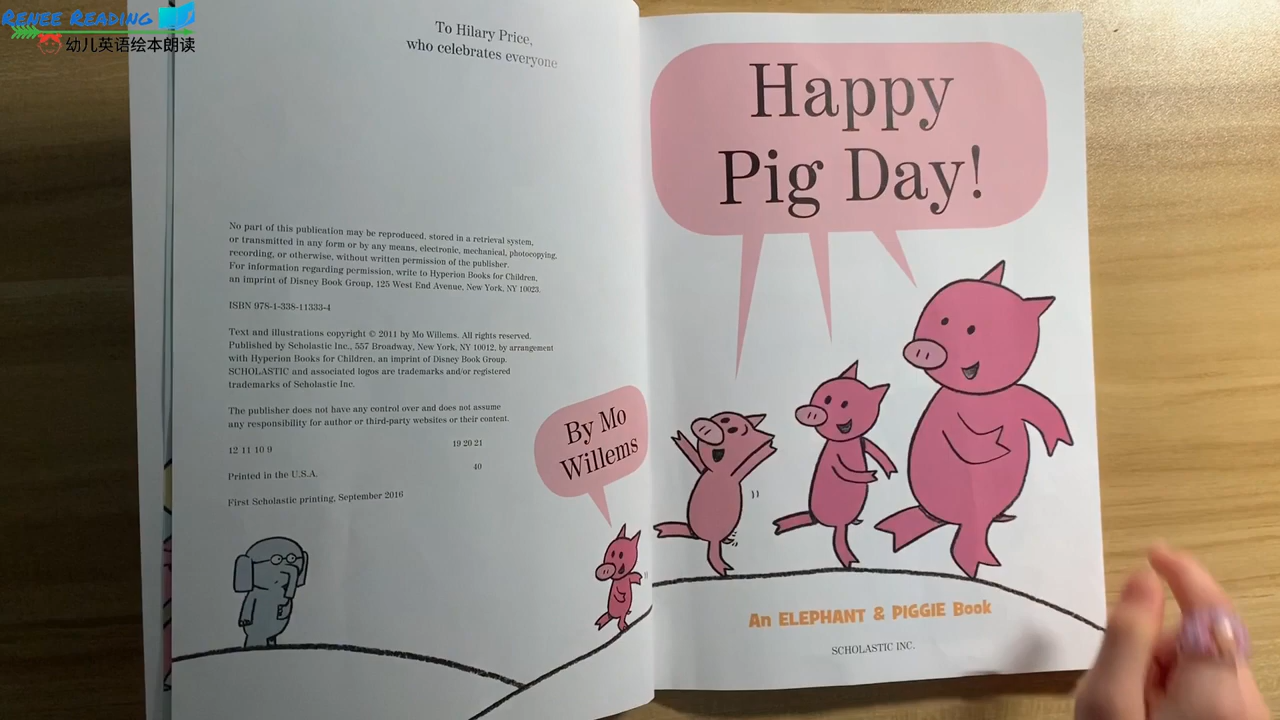 RENEE READING
幼儿英语绘本朗读
To Hilary Price,
who celebrates everyone
No part of this publication may be reproduced, stored in a retrieval system,
or transmitted in any form or by any means, electronic, mechanical, photocopying,
recording, or otherwise, without written permission of the publisher.
For information regarding permission, write to Hyperion Books for Children,
an imprint of Disney Book Group, 125 West End Avenue, New York, NY 10023.
ISBN 978-1-338-11333-4
Text and illustrations copyright © 2011 by Mo Willems. All rights reserved.
Published by Scholastic Inc., 557 Broadway, New York, NY 10012, by arrangement
with Hyperion Books for Children, an imprint of Disney Book Group.
SCHOLASTIC and associated logos are trademarks and/or registered
trademarks of Scholastic Inc.
The publisher does not have any control over and does not assume
any responsibility for author or third-party websites or their content.
12 11 10 9 19 20 21
40
Printed in the U.S.A.
First Scholastic printing, September 2016
By Mo
Willems
Happy
Pig Day!
An ELEPHANT & PIGGIE Book
SCHOLASTIC INC.